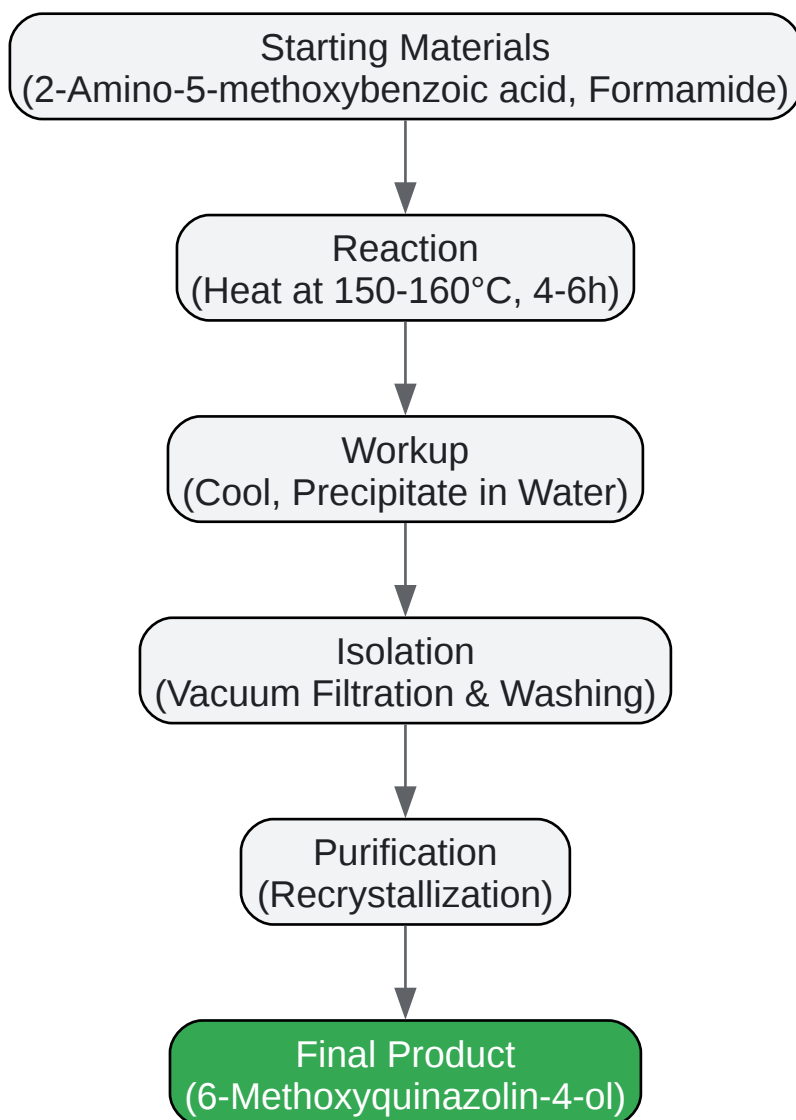 Starting Materials
(2-Amino-5-methoxybenzoic acid, Formamide)
Reaction
(Heat at 150-160°C, 4-6h)
Workup
(Cool, Precipitate in Water)
Isolation
(Vacuum Filtration & Washing)
Purification
(Recrystallization)
Final Product
(6-Methoxyquinazolin-4-ol)